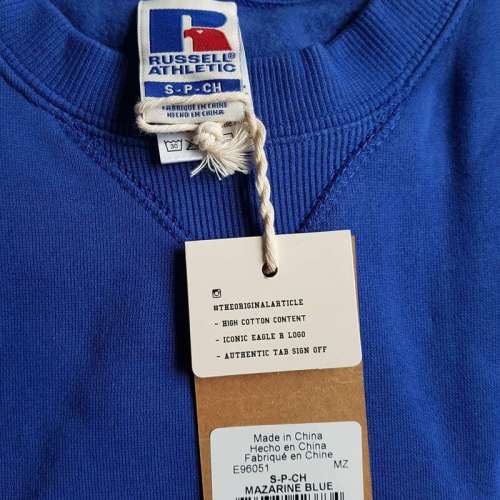 RUSSELL
ATHLETIC
S-P-CH
FABRIQUÉ EN CHINE
HECHO EN CHINA
30
#THEORIGINALARTICLE
- HIGH COTTON CONTENT
- ICONIC EAGLE R LOGO
- AUTHENTIC TAB SIGN OFF
Made in China
Hecho en China
Fabriqué en Chine
E96051 MZ
S-P-CH
MAZARINE BLUE